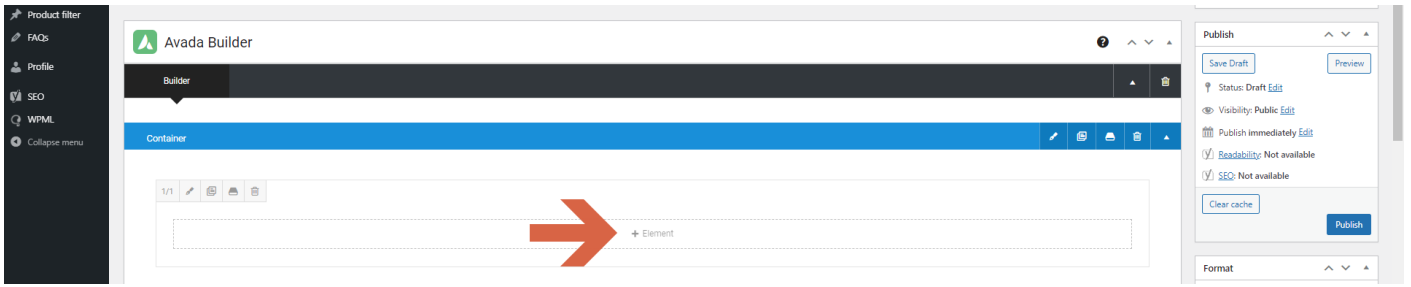 Product filter
FAQs
Profile
SEO
WPML
Collapse menu
Avada Builder
Builder
Container
1/1
+ Element
Publish
Save Draft
Preview
Status: Draft Edit
Visibility: Public Edit
Publish immediately Edit
Readability: Not available
SEO: Not available
Clear cache
Publish
Format